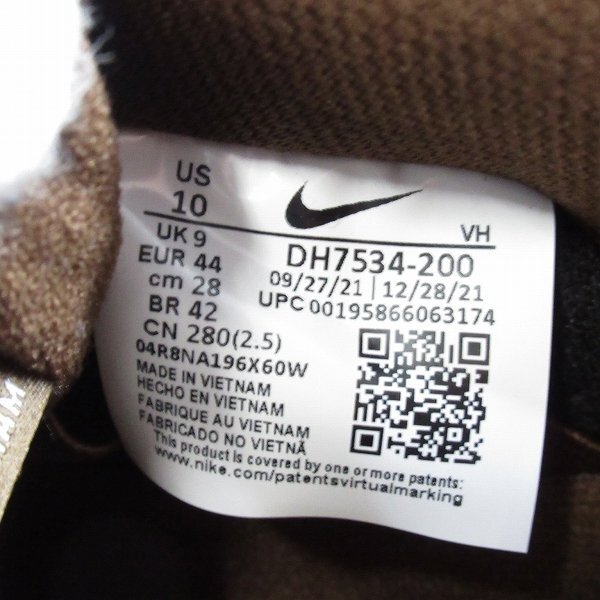 US
10
UK 9
EUR 44
cm 28
BR 42
CN 280(2.5)
VH
DH7534-200
09/27/21 | 12/28/21
UPC 00195866063174
04R8NA196X60W
MADE IN VIETNAM
HECHO EN VIETNAM
FABRIQUE AU VIETNAM
FABRICADO NO VIETNÃ
This product is covered by one or more patents:
www.nike.com/patentsvirtualmarking